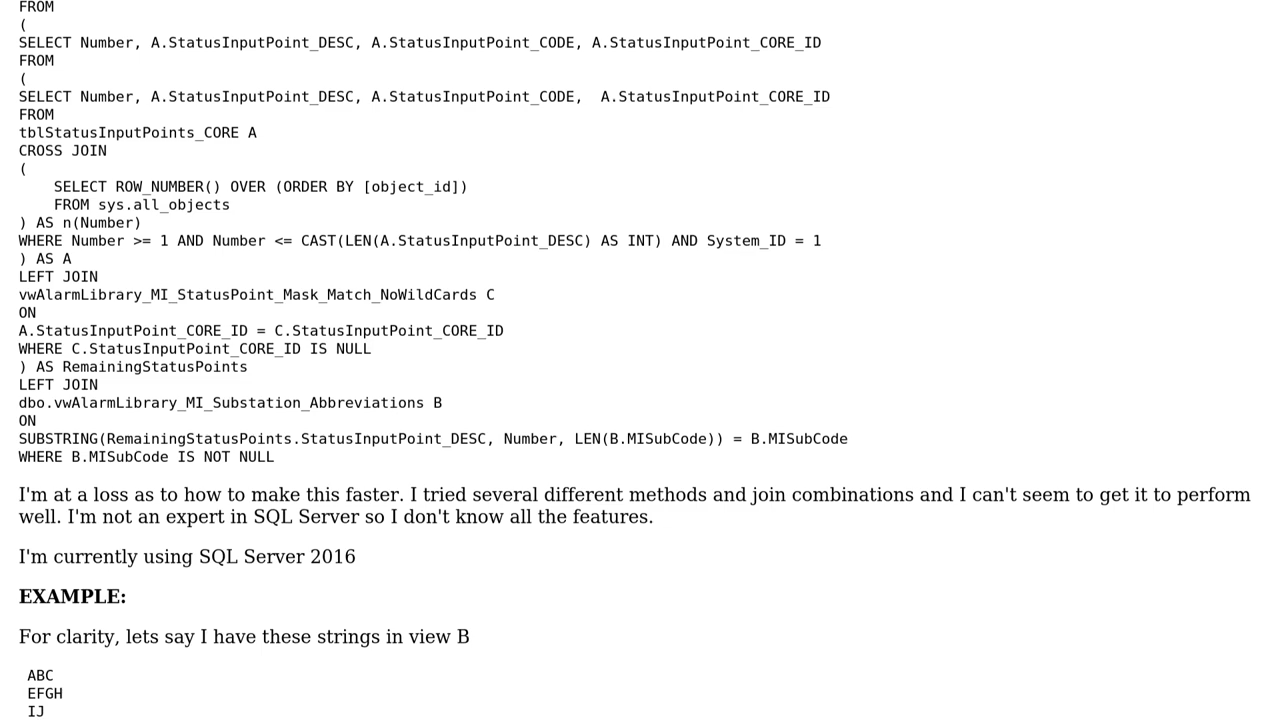 FROM
(
SELECT Number, A.StatusInputPoint_DESC, A.StatusInputPoint_CODE, A.StatusInputPoint_CORE_ID
FROM
(
SELECT Number, A.StatusInputPoint_DESC, A.StatusInputPoint_CODE,  A.StatusInputPoint_CORE_ID
FROM
tblStatusInputPoints_CORE A
CROSS JOIN
(
    SELECT ROW_NUMBER() OVER (ORDER BY [object_id])
    FROM sys.all_objects
) AS n(Number)
WHERE Number >= 1 AND Number <= CAST(LEN(A.StatusInputPoint_DESC) AS INT) AND System_ID = 1
) AS A
LEFT JOIN
vwAlarmLibrary_MI_StatusPoint_Mask_Match_NoWildCards C
ON
A.StatusInputPoint_CORE_ID = C.StatusInputPoint_CORE_ID
WHERE C.StatusInputPoint_CORE_ID IS NULL
) AS RemainingStatusPoints
LEFT JOIN
dbo.vwAlarmLibrary_MI_Substation_Abbreviations B
ON
SUBSTRING(RemainingStatusPoints.StatusInputPoint_DESC, Number, LEN(B.MISubCode)) = B.MISubCode
WHERE B.MISubCode IS NOT NULL
I'm at a loss as to how to make this faster. I tried several different methods and join combinations and I can't seem to get it to perform
well. I'm not an expert in SQL Server so I don't know all the features.
I'm currently using SQL Server 2016
EXAMPLE:
For clarity, lets say I have these strings in view B
ABC
EFGH
IJ